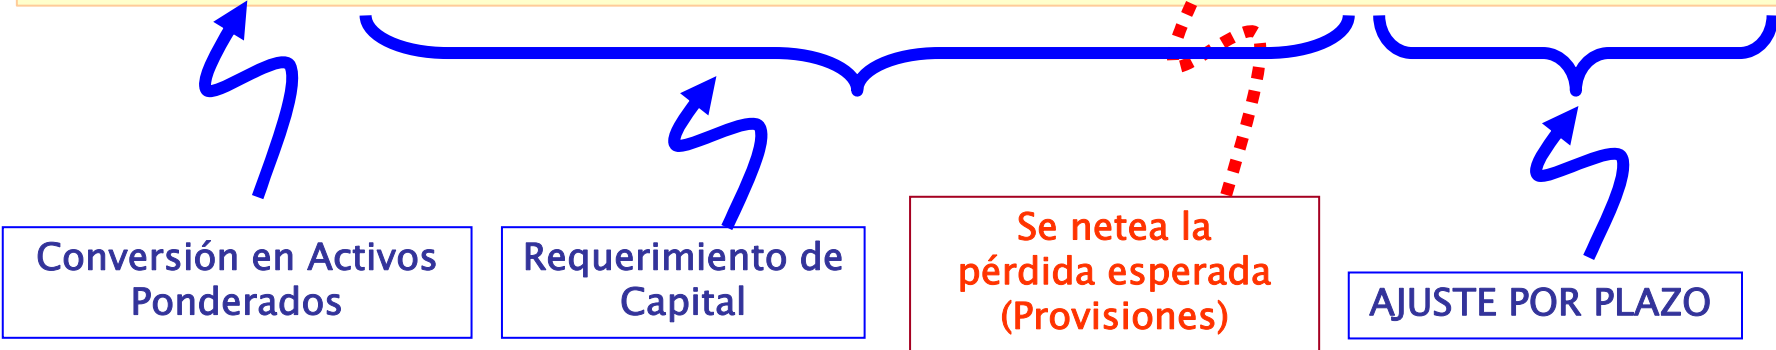 Conversión en Activos
Ponderados
Requerimiento de
Capital
Se netea la
pérdida esperada
(Provisiones)
AJUSTE POR PLAZO